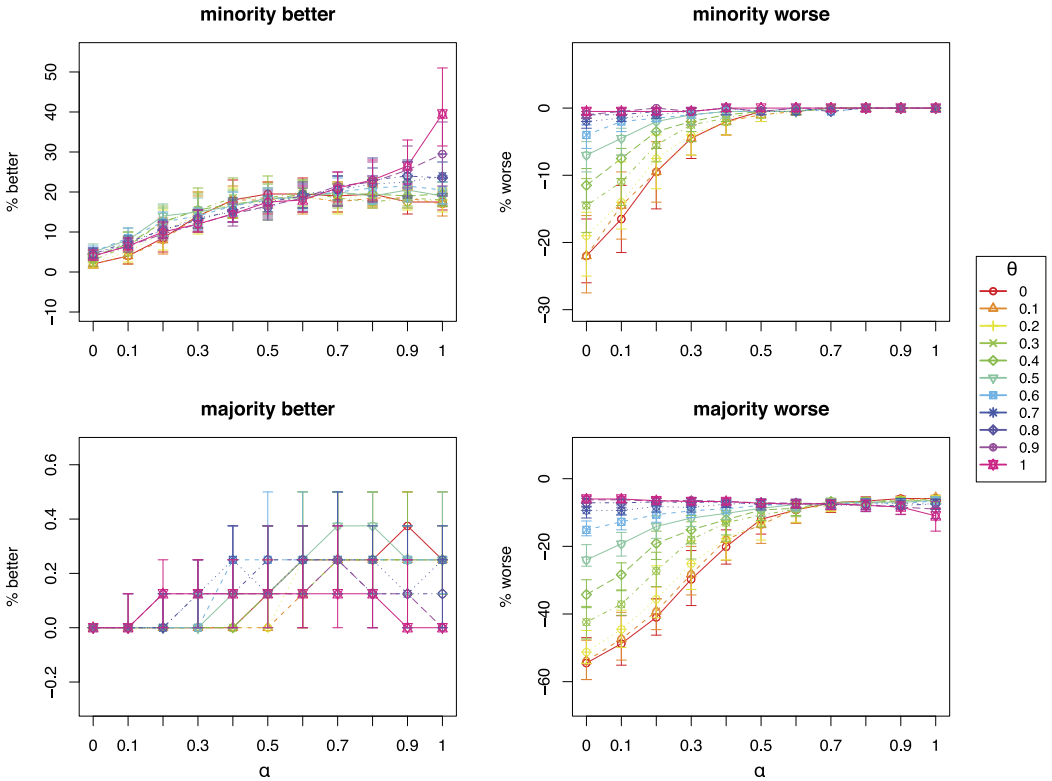 minority better
% better
−10 0 10 20 30 40 50
0 0.1 0.3 0.5 0.7 0.9 1
minority worse
% worse
−30 −20 −10 0
0 0.1 0.3 0.5 0.7 0.9 1
majority better
% better
−0.2 0.0 0.2 0.4 0.6
0 0.1 0.3 0.5 0.7 0.9 1
α
majority worse
% worse
−60 −40 −20 0
0 0.1 0.3 0.5 0.7 0.9 1
α
θ
0
0.1
0.2
0.3
0.4
0.5
0.6
0.7
0.8
0.9
1